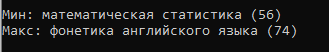 Мин: математическая статистика (56)
Макс: фонетика английского языка (74)